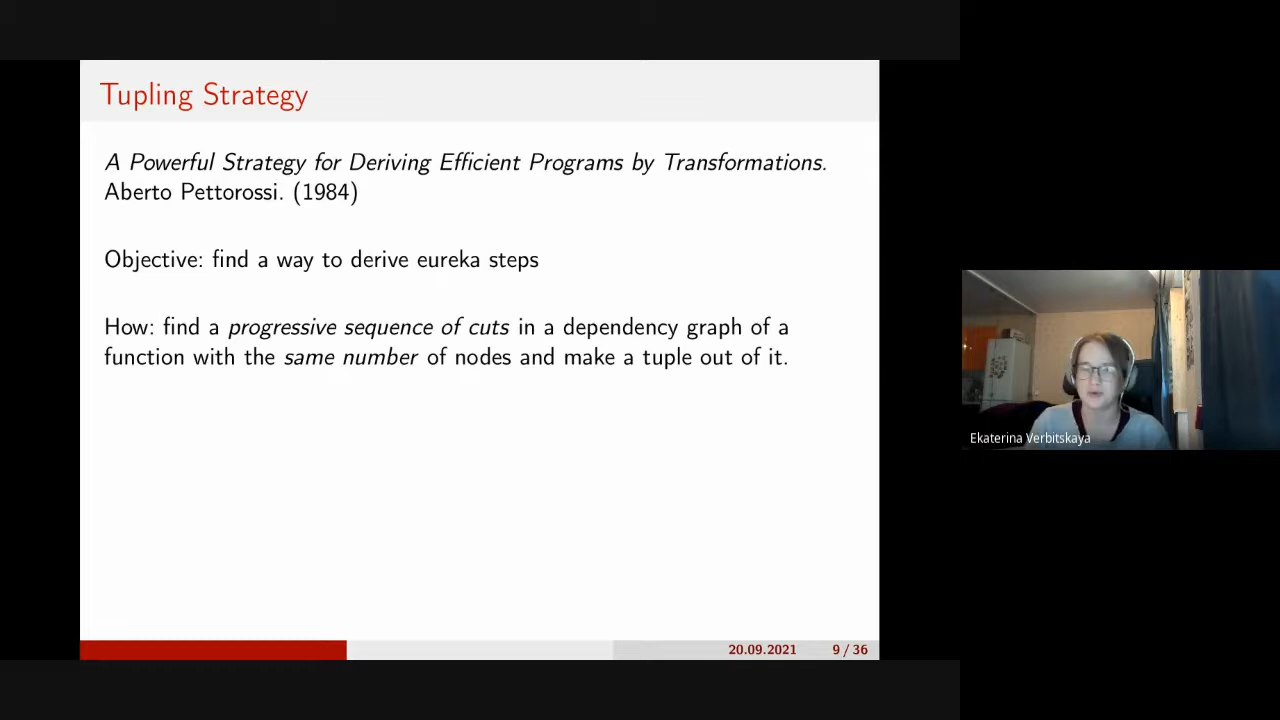 Tupling Strategy
A Powerful Strategy for Deriving Efficient Programs by Transformations.
Aberto Pettorossi. (1984)
Objective: find a way to derive eureka steps
How: find a progressive sequence of cuts in a dependency graph of a
function with the same number of nodes and make a tuple out of it.
20.09.2021 9 / 36
Ekaterina Verbitskaya